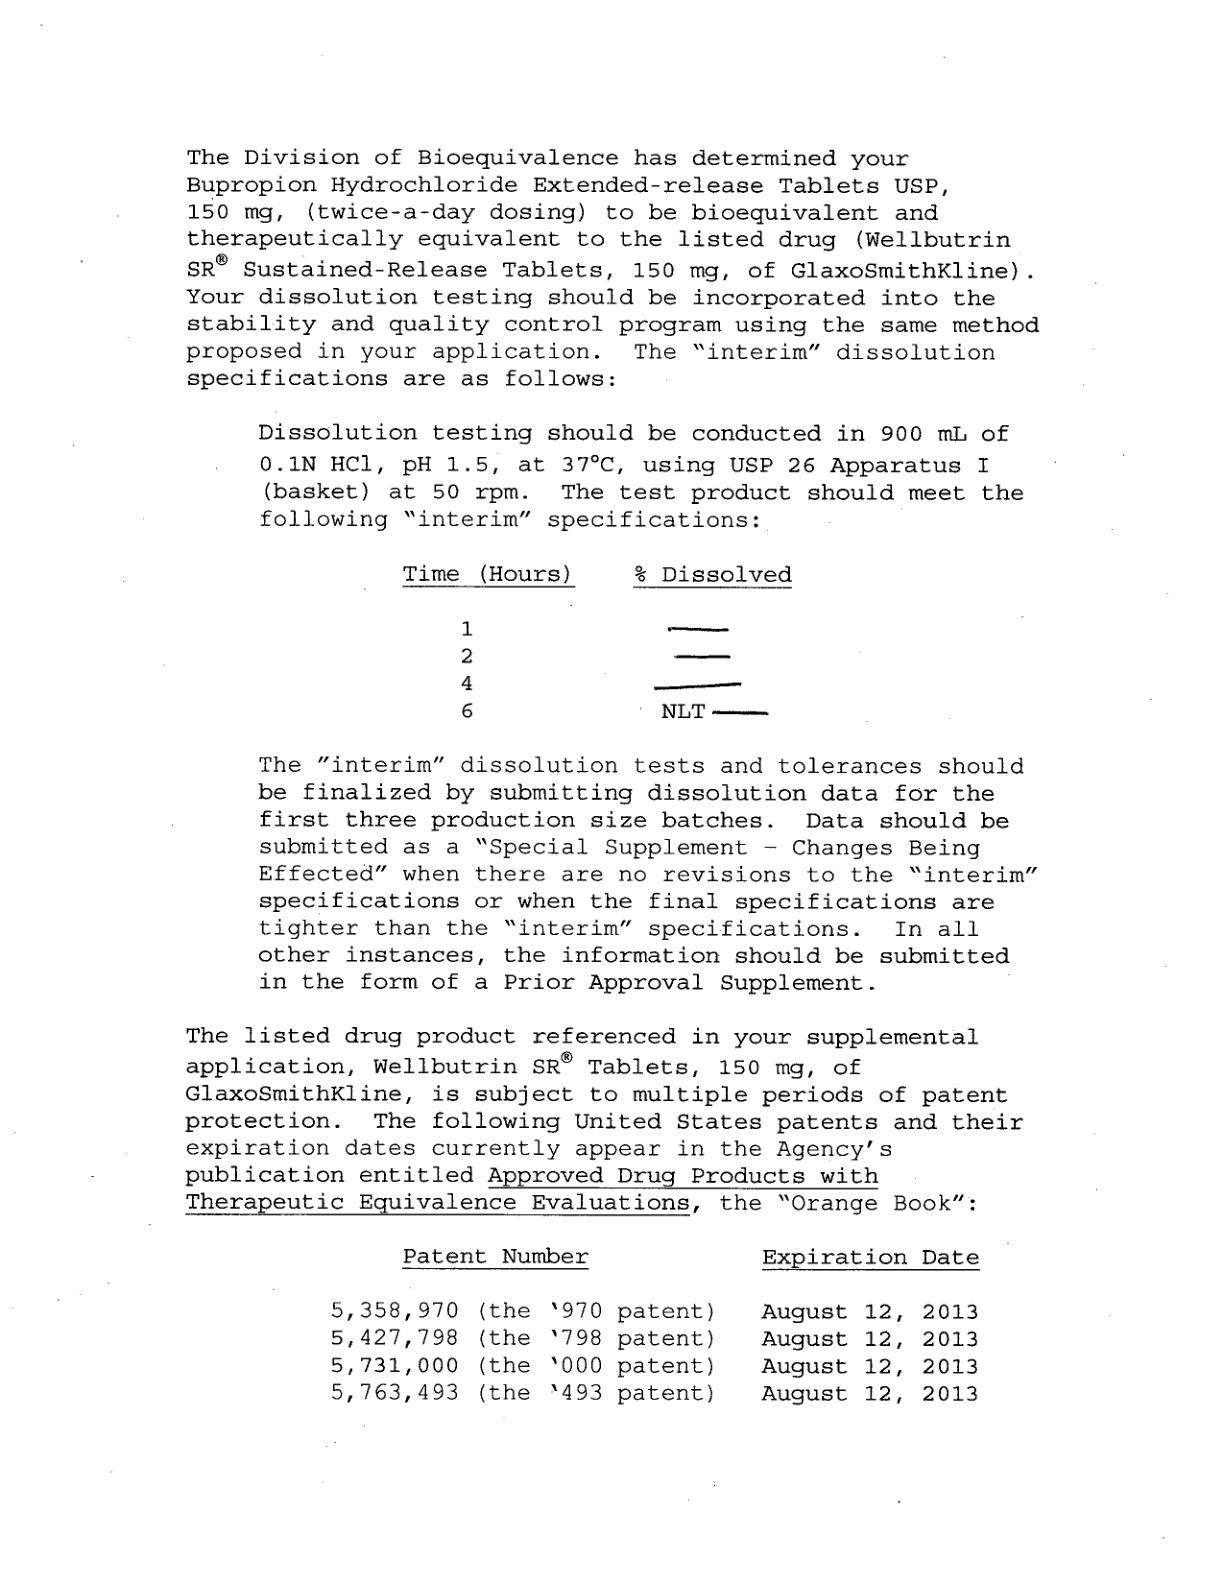 The Division of Bioequivalence has determined your
Bupropion Hydrochloride Extended-release Tablets USP,
150 mg, (twice-a-day dosing) to be bioequivalent and
therapeutically equivalent to the listed drug (Wellbutrin
SR® Sustained-Release Tablets, 150 mg, of GlaxoSmithKline).
Your dissolution testing should be incorporated into the
stability and quality control program using the same method
proposed in your application. The "interim" dissolution
specifications are as follows:
Dissolution testing should be conducted in 900 mL of
0.1N HCl, pH 1.5, at 37°C, using USP 26 Apparatus I
(basket) at 50 rpm. The test product should meet the
following "interim" specifications:
Time (Hours) % Dissolved
1
2
4
6 NLT
The "interim" dissolution tests and tolerances should
be finalized by submitting dissolution data for the
first three production size batches. Data should be
submitted as a "Special Supplement – Changes Being
Effected" when there are no revisions to the "interim"
specifications or when the final specifications are
tighter than the "interim" specifications. In all
other instances, the information should be submitted
in the form of a Prior Approval Supplement.
The listed drug product referenced in your supplemental
application, Wellbutrin SR® Tablets, 150 mg, of
GlaxoSmithKline, is subject to multiple periods of patent
protection. The following United States patents and their
expiration dates currently appear in the Agency's
publication entitled Approved Drug Products with
Therapeutic Equivalence Evaluations, the "Orange Book":
Patent Number Expiration Date
5,358,970 (the '970 patent) August 12, 2013
5,427,798 (the '798 patent) August 12, 2013
5,731,000 (the '000 patent) August 12, 2013
5,763,493 (the '493 patent) August 12, 2013